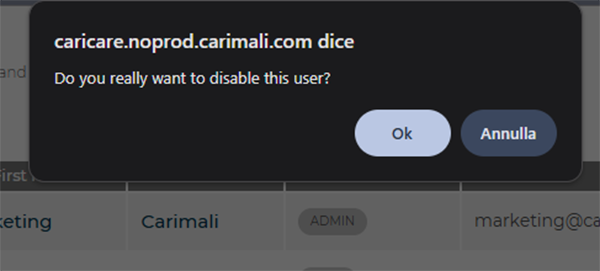 caricare.noprod.carimali.com dice
and
Do you really want to disable this user?
Ok Annulla
First
keting Carimali ADMIN marketing@ca